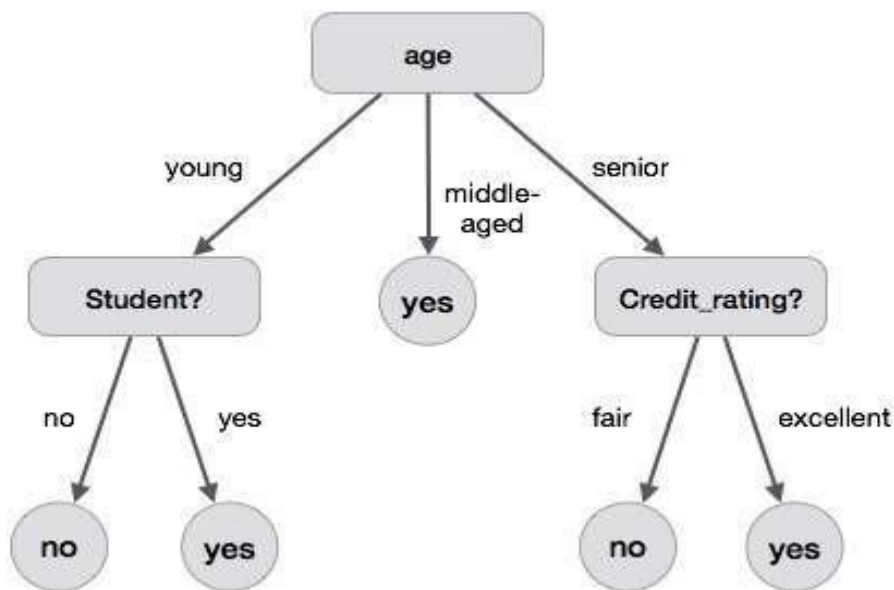 age
young
middle-
aged
senior
Student?
yes
Credit_rating?
no
yes
fair
excellent
no
yes
no
yes